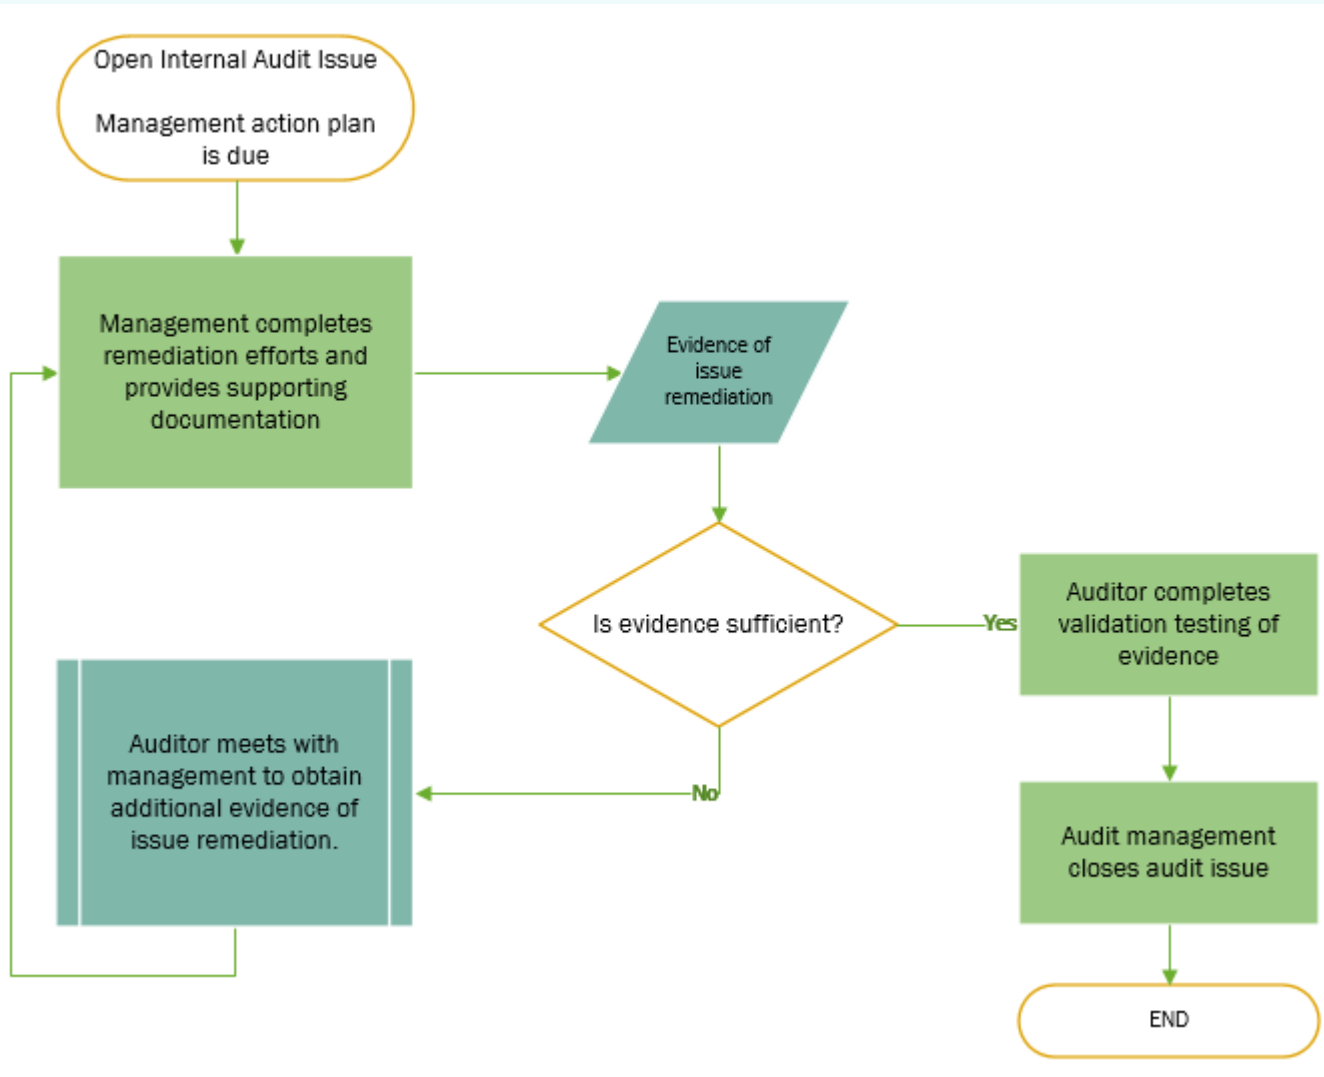 Open Internal Audit Issue
Management action plan
is due
Management completes
remediation efforts and
provides supporting
documentation
Evidence of
issue
remediation
Is evidence sufficient?
Yes
Auditor completes
validation testing of
evidence
No
Auditor meets with
management to obtain
additional evidence of
issue remediation.
Audit management
closes audit issue
END